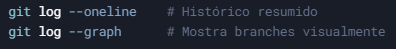 git log --oneline    # Histórico resumido
git log --graph      # Mostra branches visualmente